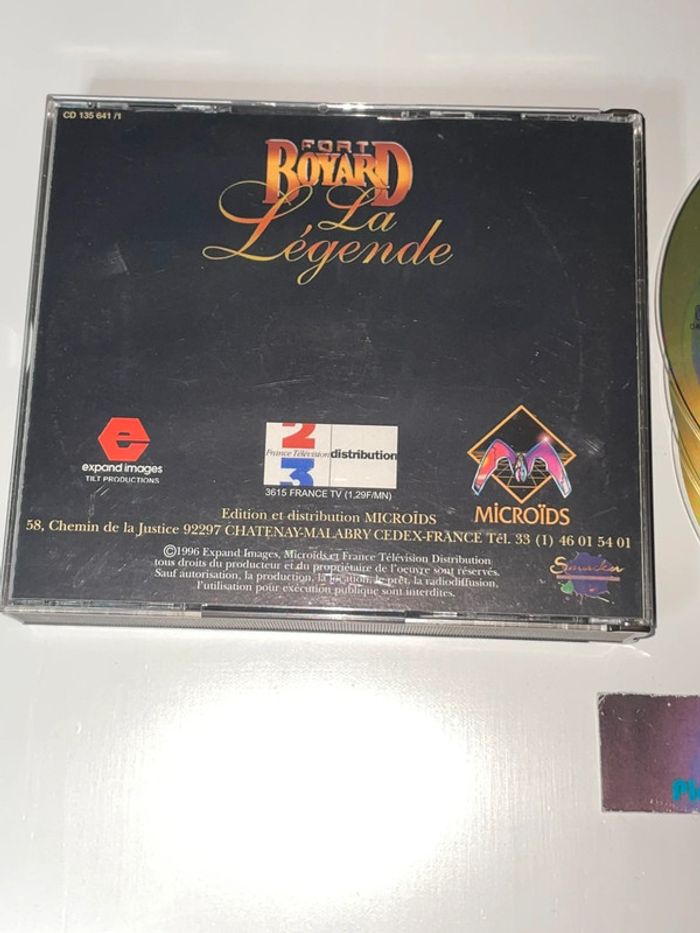 CD 135 641 /1
FORT
BOYARD
La
Légende
e
expand images
TILT PRODUCTIONS
2
France Télévision distribution
3
3615 FRANCE TV (1,29F/MN)
MiCROÏDS
Edition et distribution MICROÏDS
58, Chemin de la Justice 92297 CHATENAY-MALABRY CEDEX-FRANCE Tél. 33 (1) 46 01 54 01
©1996 Expand Images, Microïds et France Télévision Distribution
tous droits du producteur et du propriétaire de l'oeuvre sont réservés.
Sauf autorisation, la production, la location, le prêt, la radiodiffusion,
l'utilisation pour exécution publique sont interdites.
Smacker